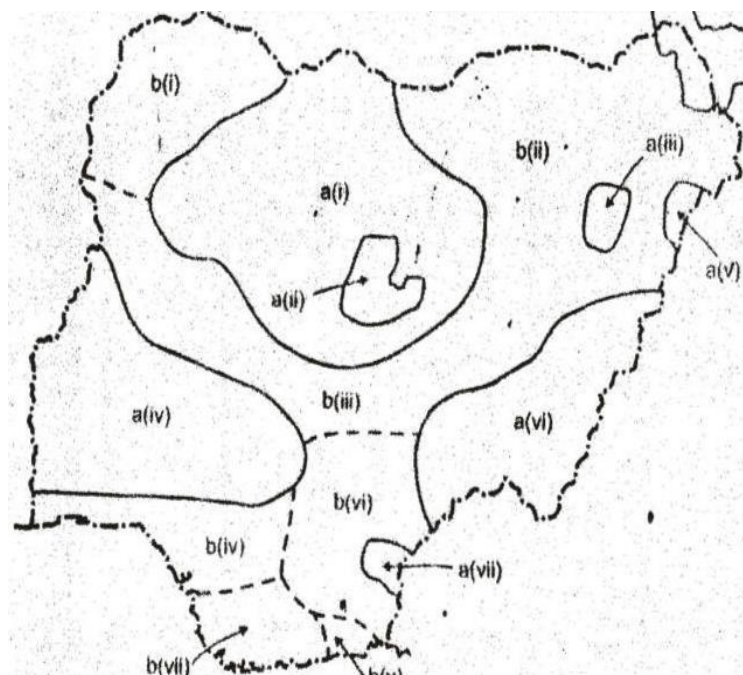 b(i)
b(ii)
a(iii)
a(i)
a(v)
a(ii)
b(iii)
a(iv)
a(vi)
b(vi)
b(iv)
a(vii)
b(vii)
b(v)